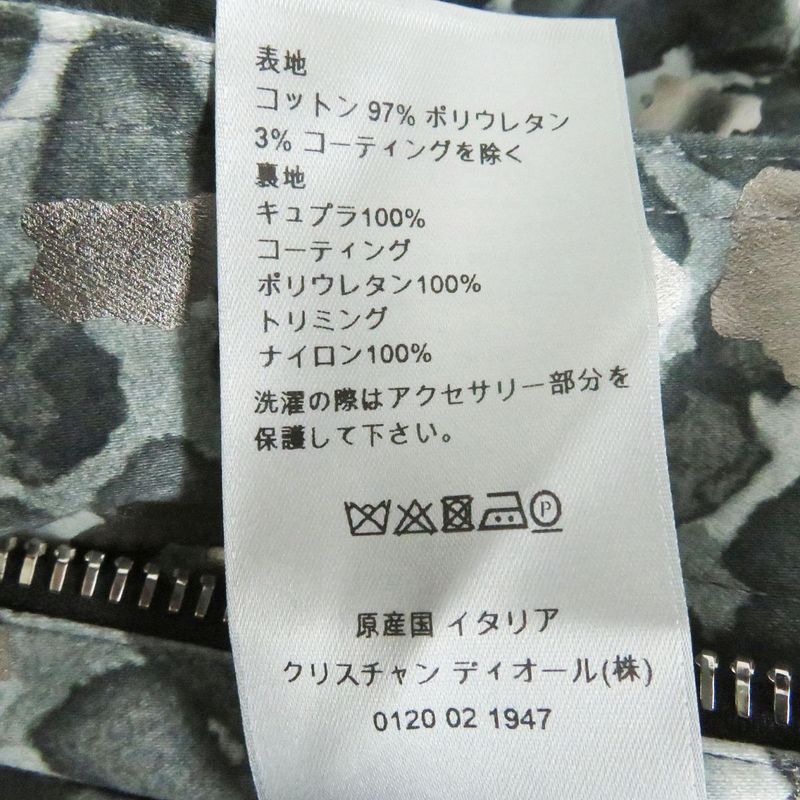 表地
コットン 97% ポリウレタン
3% コーティングを除く
裏地
キュプラ100%
コーティング
ポリウレタン100%
トリミング
ナイロン100%
洗濯の際はアクセサリー部分を
保護して下さい。
P
原産国 イタリア
クリスチャン ディオール(株)
0120 02 1947